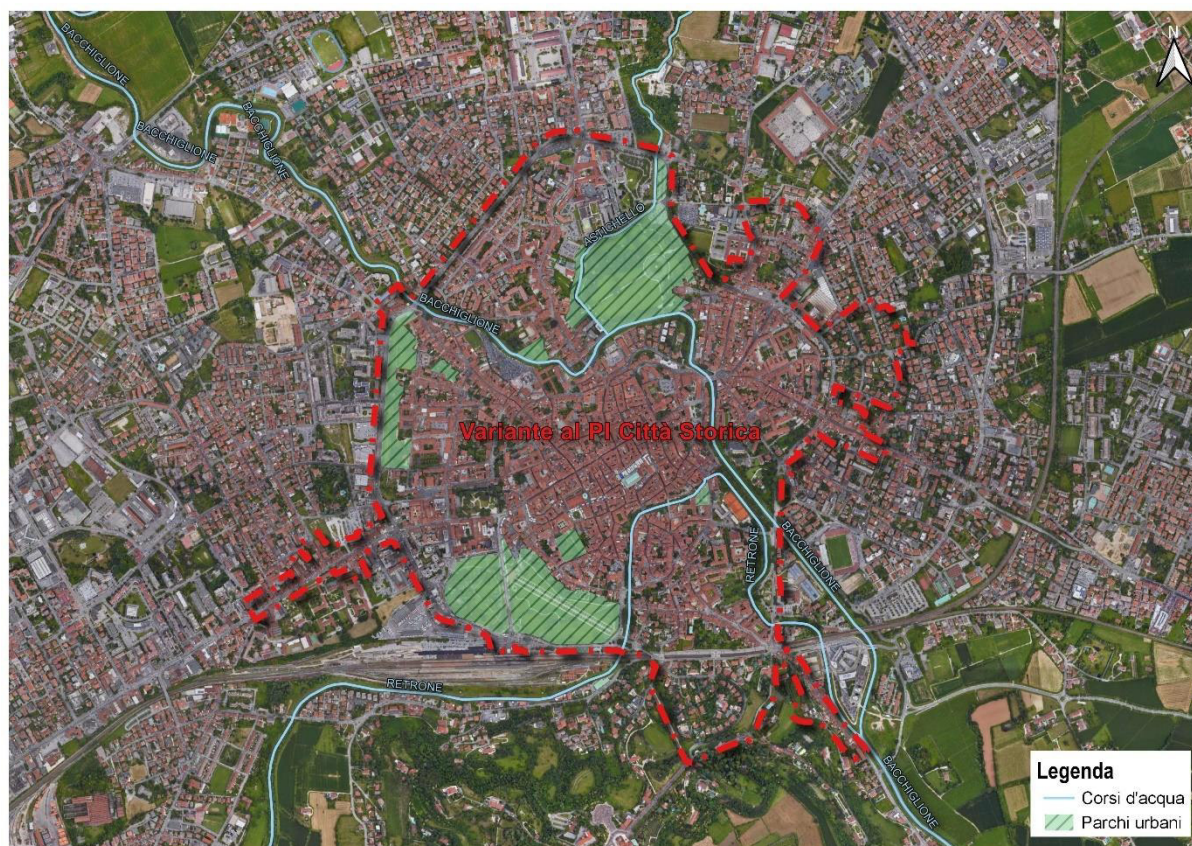 N
BACCHIGLIONE
BACCHIGLIONE
BACCHIGLIONE
ASTICHELLO
BACCHIGLIONE
Variante al PI Città Storica
RETRONE
BACCHIGLIONE
RETRONE
BACCHIGLIONE
Legenda
Corsi d'acqua
Parchi urbani